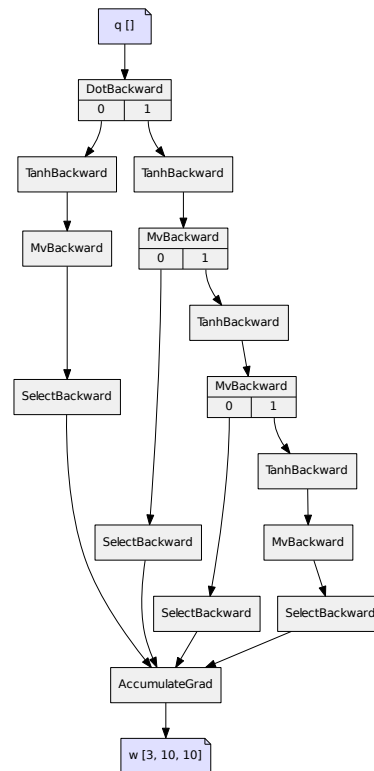 q []
DotBackward
0 1
TanhBackward TanhBackward
MvBackward
MvBackward
0 1
TanhBackward
MvBackward
0 1
SelectBackward
TanhBackward
SelectBackward
MvBackward
SelectBackward
SelectBackward
AccumulateGrad
w [3, 10, 10]